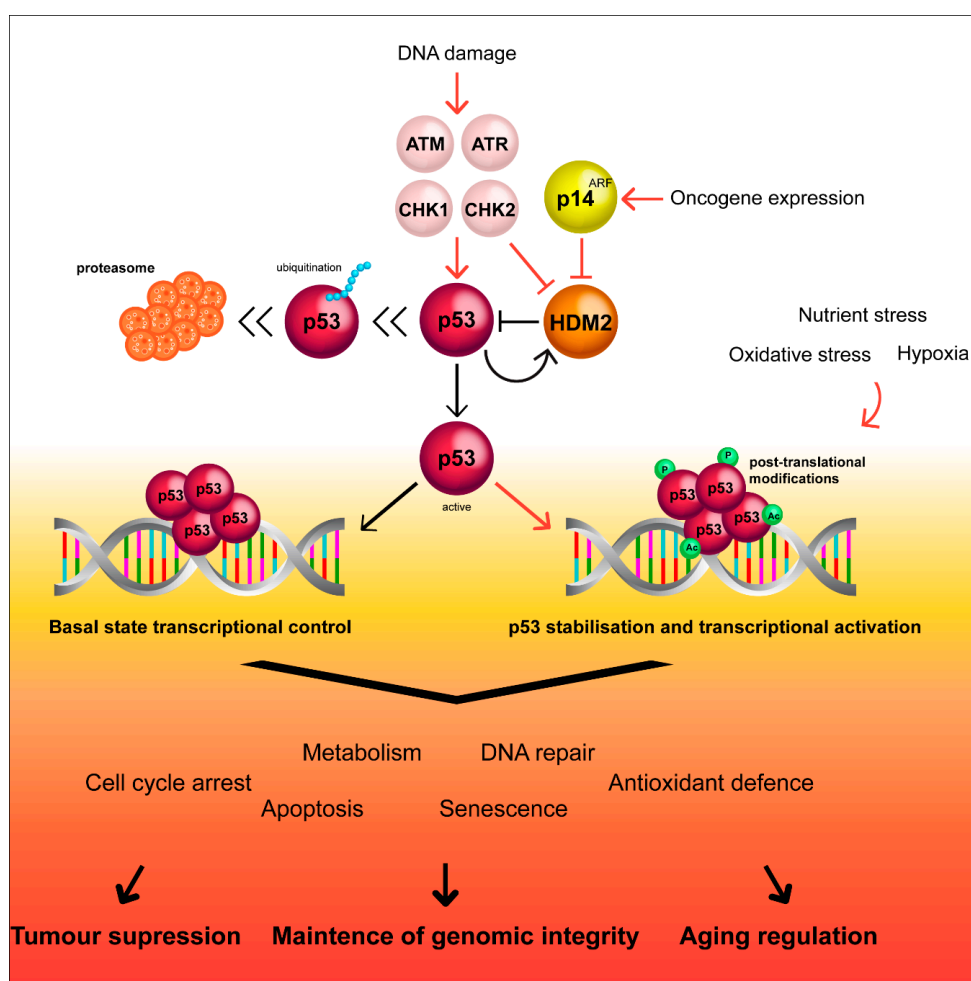 DNA damage
ATM
ATR
CHK1
CHK2
p14 ARF
Oncogene expression
proteasome
ubiquitination
p53
p53
HDM2
Nutrient stress
Oxidative stress
Hypoxia
p53
active
p53
p53
p53
p53
P
P
post-translational
modifications
p53
p53
p53
p53
Ac
Ac
Basal state transcriptional control
p53 stabilisation and transcriptional activation
Metabolism
DNA repair
Cell cycle arrest
Antioxidant defence
Apoptosis
Senescence
Tumour supression
Maintence of genomic integrity
Aging regulation